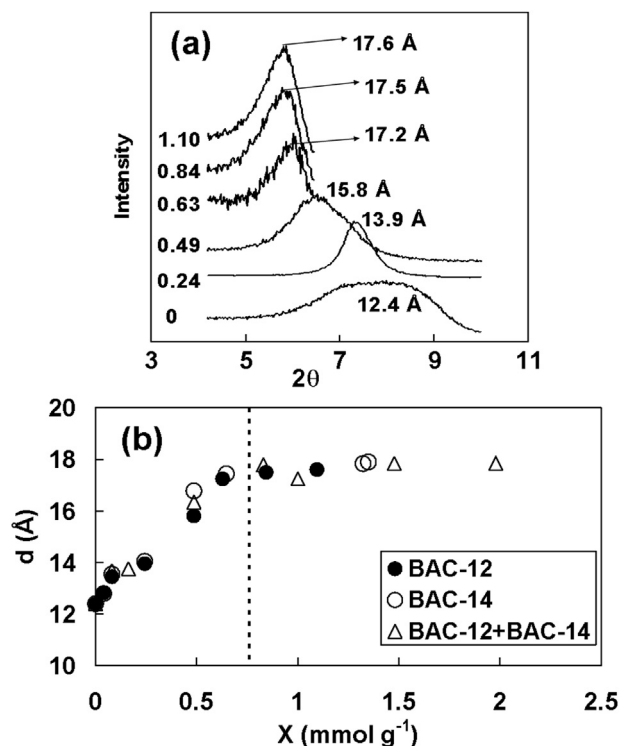 (a)
17.6 Å
17.5 Å
17.2 Å
15.8 Å
13.9 Å
12.4 Å
1.10
0.84
0.63
0.49
0.24
0
Intensity
3 5 7 9 11
2θ
(b)
20
18
16
14
12
10
d (Å)
BAC-12
BAC-14
BAC-12+BAC-14
0 0.5 1 1.5 2 2.5
X (mmol g⁻¹)